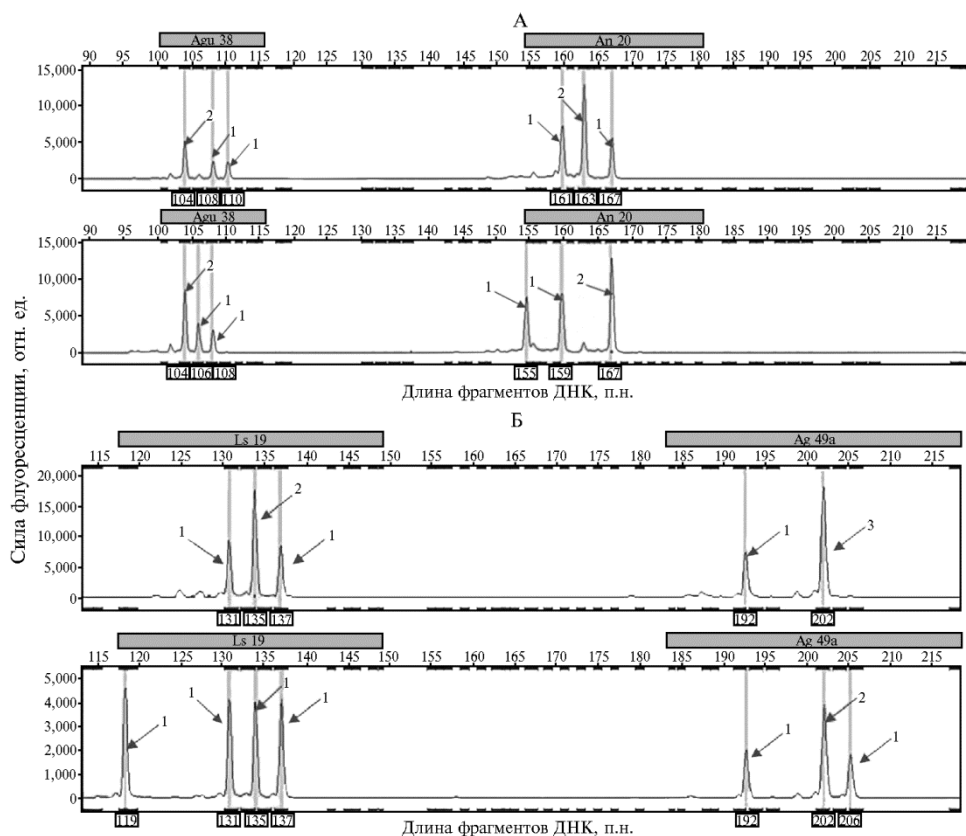 А
Agu 38 An 20
90 95 100 105 110 115 120 125 130 135 140 145 150 155 160 165 170 175 180 185 190 195 200 205 210 215
15,000
10,000
5,000
0
2 1 1 1 2 1
104 108 110 161 163 167
Agu 38 An 20
90 95 100 105 110 115 120 125 130 135 140 145 150 155 160 165 170 175 180 185 190 195 200 205 210 215
15,000
10,000
5,000
0
2 1 1 1 1 2
104 106 108 155 159 167
Длина фрагментов ДНК, п.н.
Сила флуоресценции, отн. ед.
Б
Ls 19 Ag 49a
115 120 125 130 135 140 145 150 155 160 165 170 175 180 185 190 195 200 205 210 215
20,000
15,000
10,000
5,000
0
1 2 1 1 3
131 135 137 192 202
Ls 19 Ag 49a
115 120 125 130 135 140 145 150 155 160 165 170 175 180 185 190 195 200 205 210 215
5,000
4,000
3,000
2,000
1,000
0
1 1 1 1 1 2 1
119 131 135 137 192 202 206
Длина фрагментов ДНК, п.н.